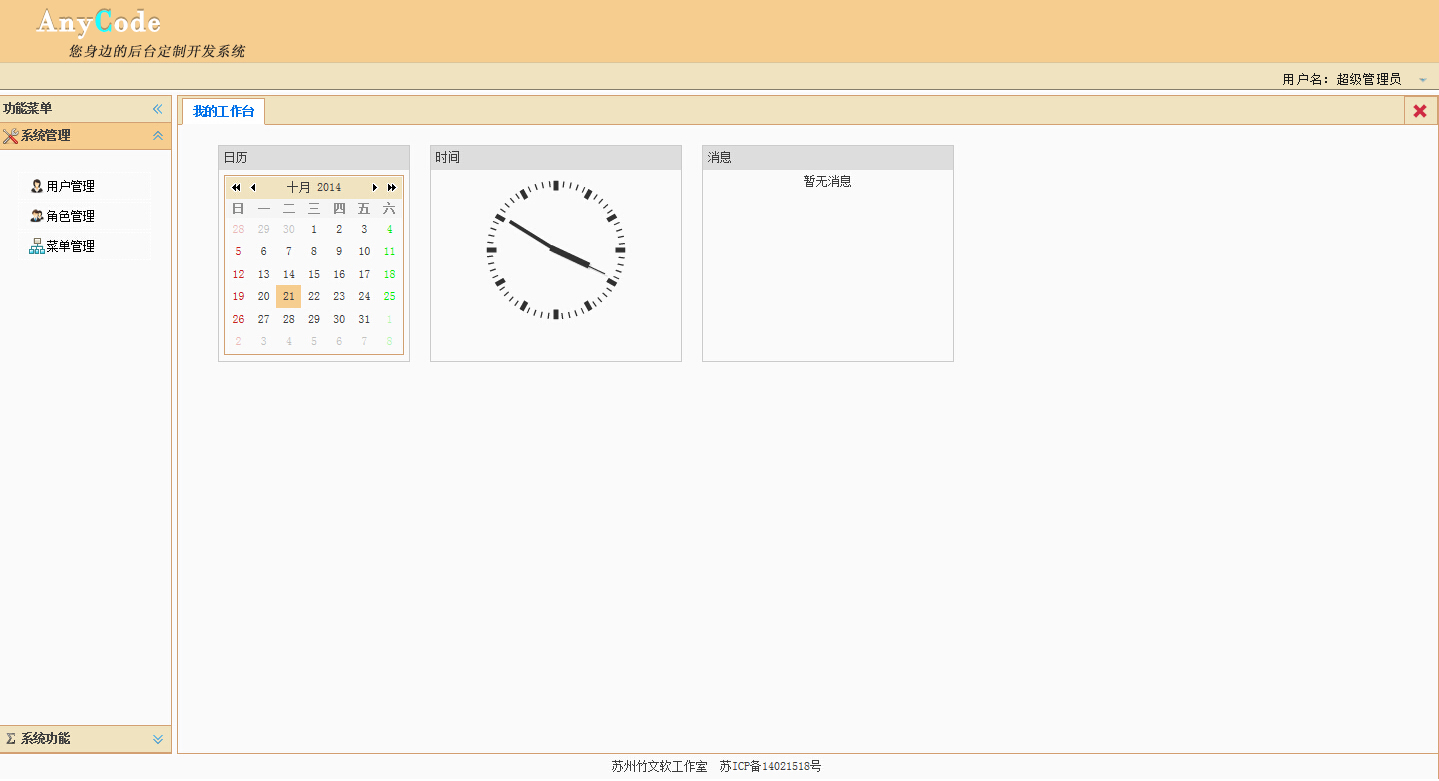 AnyCode
您身边的后台定制开发系统
用户名：超级管理员
功能菜单
系统管理
用户管理
角色管理
菜单管理
系统功能
我的工作台
日历
十月 2014
日 一 二 三 四 五 六
28 29 30 1 2 3 4
5 6 7 8 9 10 11
12 13 14 15 16 17 18
19 20 21 22 23 24 25
26 27 28 29 30 31 1
2 3 4 5 6 7 8
时间
消息
暂无消息
苏州竹文软工作室 苏ICP备14021518号